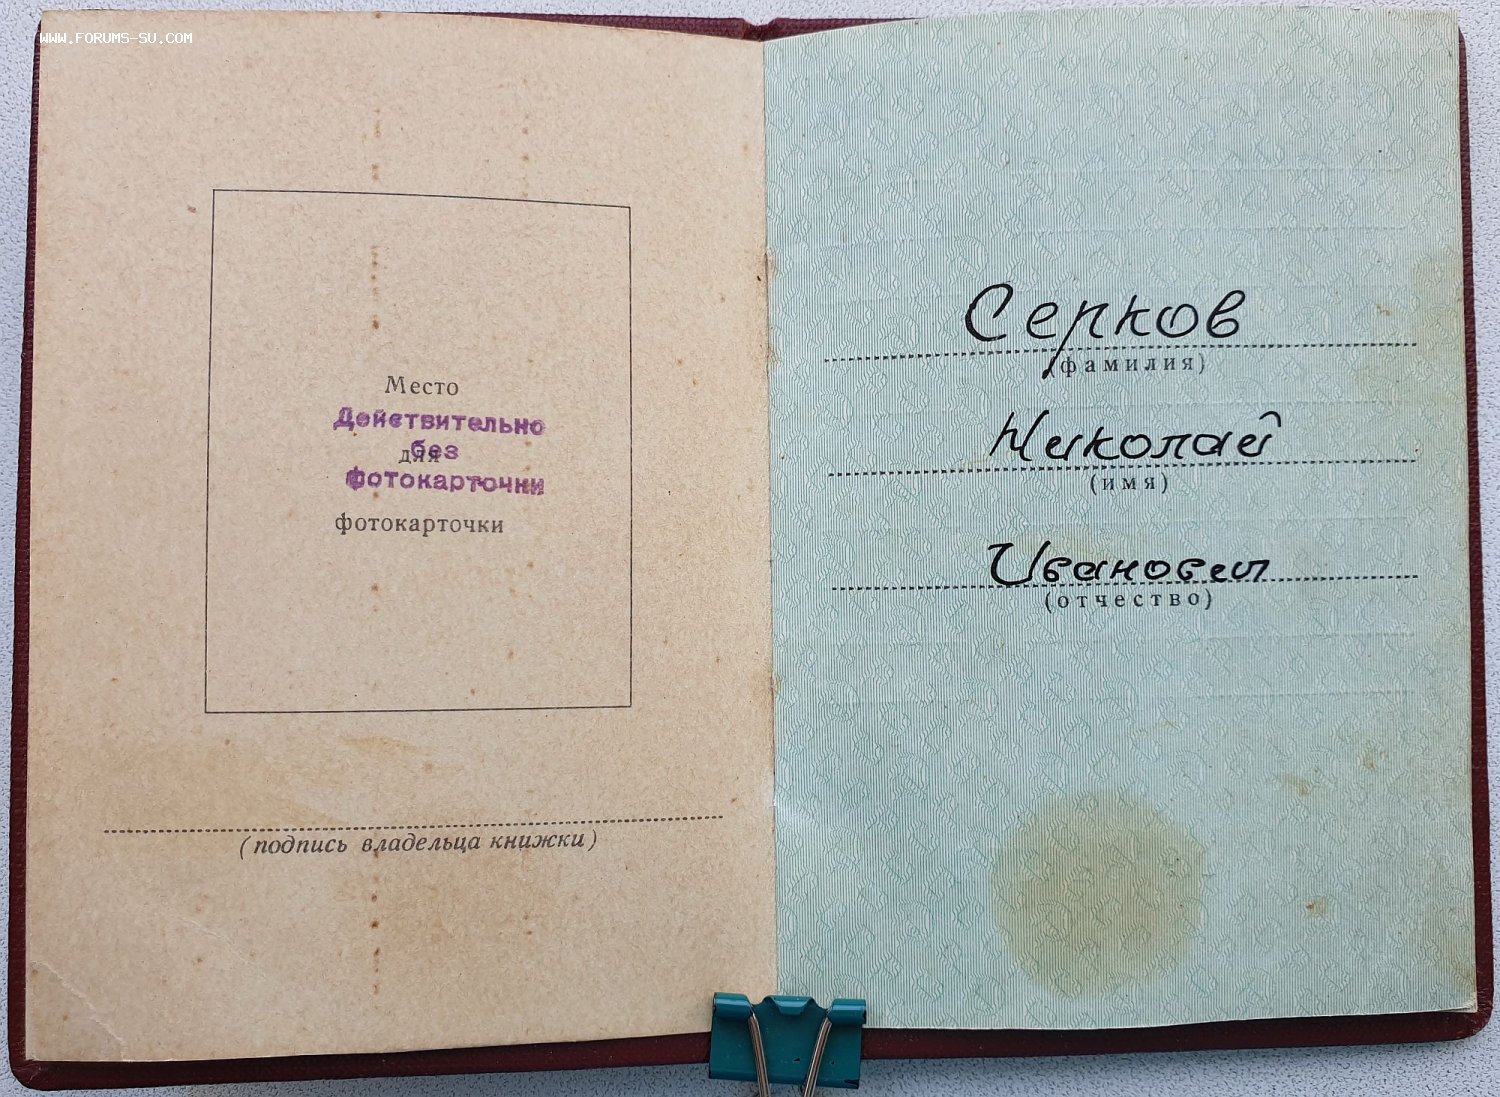 WWW.FORUMS-SU.COM
Место
Действительно
для без
фотокарточки
фотокарточки
(подпись владельца книжки)
Серков
(фамилия)
Николай
(имя)
Иванович
(отчество)